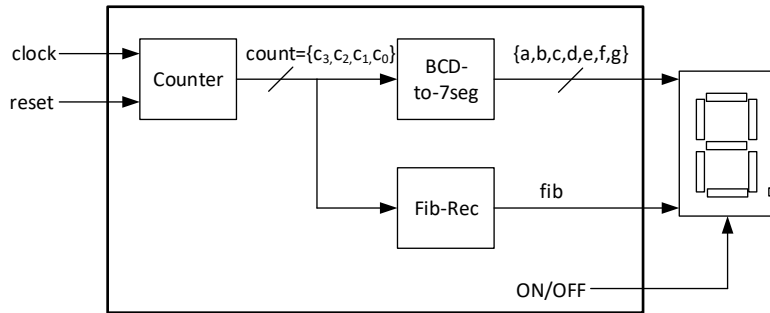 clock
reset
Counter
count={c₃,c₂,c₁,c₀}
BCD-
to-7seg
{a,b,c,d,e,f,g}
Fib-Rec
fib
ON/OFF